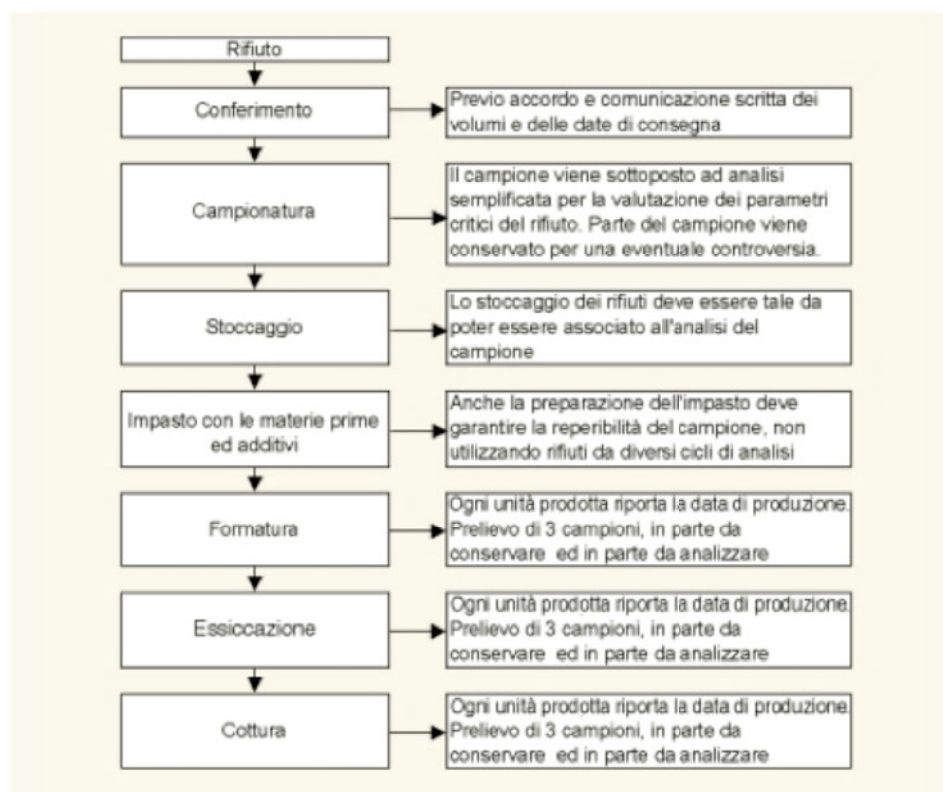 Rifiuto
Conferimento
Previo accordo e comunicazione scritta dei
volumi e delle date di consegna
Campionatura
Il campione viene sottoposto ad analisi
semplificata per la valutazione dei parametri
critici del rifiuto. Parte del campione viene
conservato per una eventuale controversia.
Stoccaggio
Lo stoccaggio dei rifiuti deve essere tale da
poter essere associato all'analisi del
campione
Impasto con le materie prime
ed additivi
Anche la preparazione dell'impasto deve
garantire la reperibilità del campione, non
utilizzando rifiuti da diversi cicli di analisi
Formatura
Ogni unità prodotta riporta la data di produzione.
Prelievo di 3 campioni, in parte da
conservare ed in parte da analizzare
Essiccazione
Ogni unità prodotta riporta la data di produzione.
Prelievo di 3 campioni, in parte da
conservare ed in parte da analizzare
Cottura
Ogni unità prodotta riporta la data di produzione.
Prelievo di 3 campioni, in parte da
conservare ed in parte da analizzare